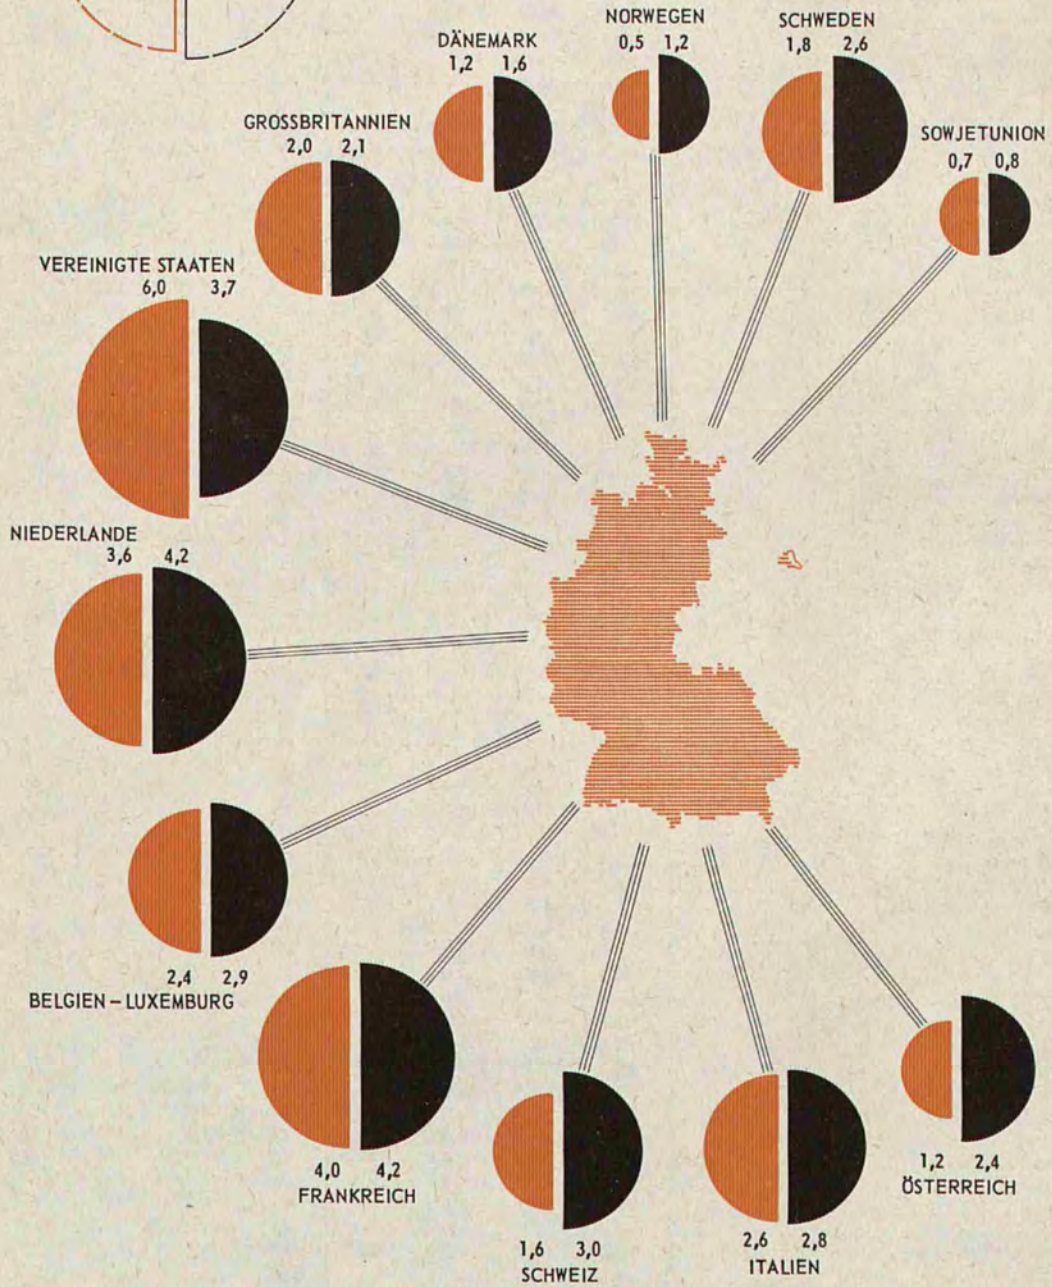 NORWEGEN
0,5 1,2
SCHWEDEN
1,8 2,6
DÄNEMARK
1,2 1,6
GROSSBRITANNIEN
2,0 2,1
SOWJETUNION
0,7 0,8
VEREINIGTE STAATEN
6,0 3,7
NIEDERLANDE
3,6 4,2
2,4 2,9
BELGIEN – LUXEMBURG
4,0 4,2
FRANKREICH
1,6 3,0
SCHWEIZ
2,6 2,8
ITALIEN
1,2 2,4
ÖSTERREICH